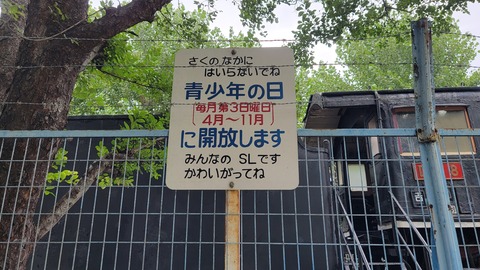 さくの なかに
はいらないでね
青少年の日
毎月第3日曜日
4月～11月
に開放します
みんなの SLです
かわいがってね